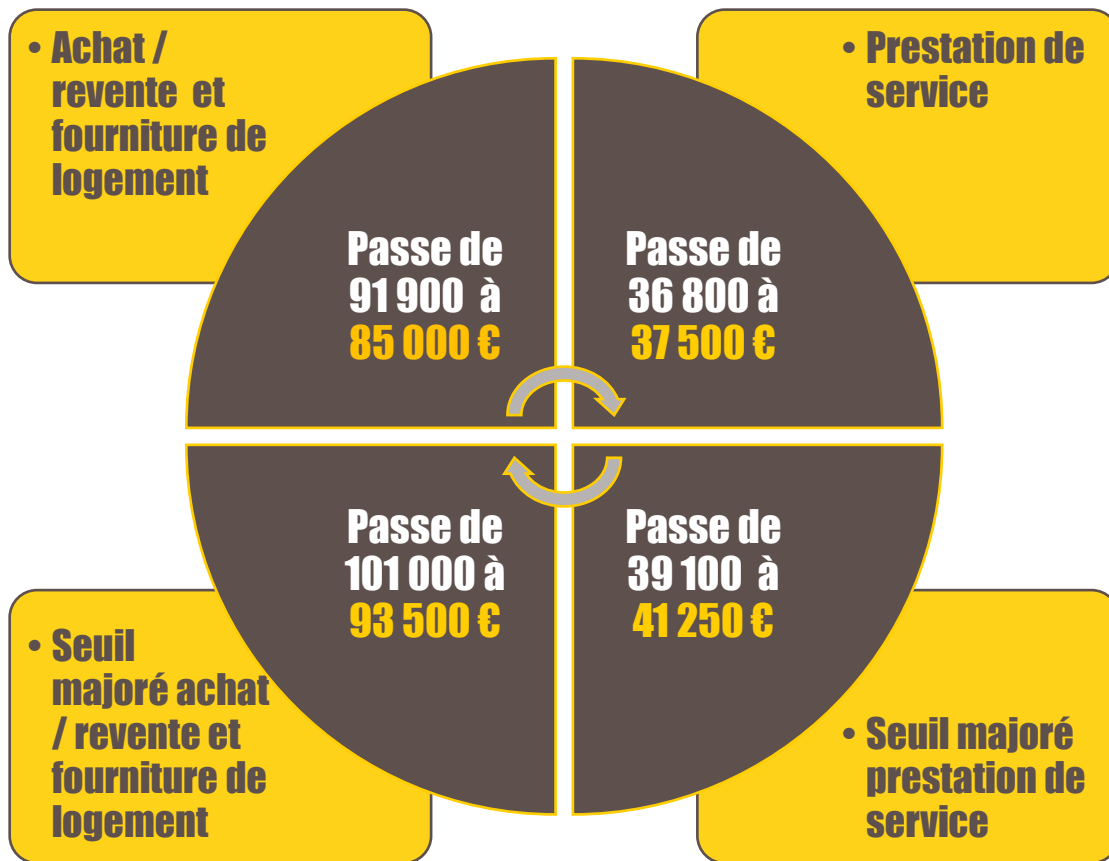 • Achat /
revente et
fourniture de
logement
• Prestation de
service
Passe de
91 900 à
85 000 €
Passe de
36 800 à
37 500 €
Passe de
101 000 à
93 500 €
Passe de
39 100 à
41 250 €
• Seuil
majoré achat
/ revente et
fourniture de
logement
• Seuil majoré
prestation de
service